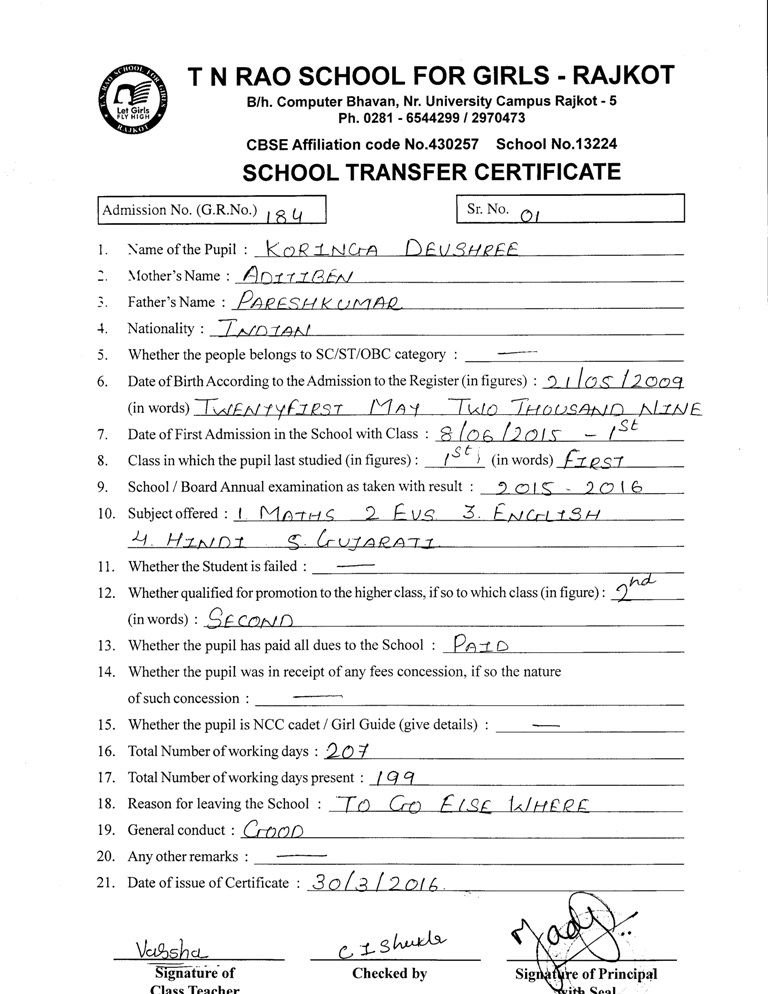 T. N. RAO SCHOOL FOR GIRLS
Let Girls
FLY HIGH
RAJKOT
T N RAO SCHOOL FOR GIRLS - RAJKOT
B/h. Computer Bhavan, Nr. University Campus Rajkot - 5
Ph. 0281 - 6544299 / 2970473
CBSE Affiliation code No.430257 School No.13224
SCHOOL TRANSFER CERTIFICATE
Admission No. (G.R.No.) 184 Sr. No. 01
1. Name of the Pupil : KORINGA DEVSHREE
2. Mother's Name : ADITIBEN
3. Father's Name : PARESHKUMAR
4. Nationality : INDIAN
5. Whether the people belongs to SC/ST/OBC category : —
6. Date of Birth According to the Admission to the Register (in figures) : 21/05/2009
(in words) TWENTYFIRST MAY TWO THOUSAND NINE
7. Date of First Admission in the School with Class : 8/06/2015 - 1st
8. Class in which the pupil last studied (in figures) : 1st (in words) FIRST
9. School / Board Annual examination as taken with result : 2015 - 2016
10. Subject offered : 1. MATHS 2 EVS 3. ENGLISH
4. HINDI 5. GUJARATI
11. Whether the Student is failed : —
12. Whether qualified for promotion to the higher class, if so to which class (in figure) : 2nd
(in words) : SECOND
13. Whether the pupil has paid all dues to the School : PAID
14. Whether the pupil was in receipt of any fees concession, if so the nature
of such concession : —
15. Whether the pupil is NCC cadet / Girl Guide (give details) : —
16. Total Number of working days : 207
17. Total Number of working days present : 199
18. Reason for leaving the School : TO GO ELSE WHERE
19. General conduct : GOOD
20. Any other remarks : —
21. Date of issue of Certificate : 30/3/2016.
Varsha C I Shukla
Signature of Checked by Signature of Principal
Class Teacher with Seal